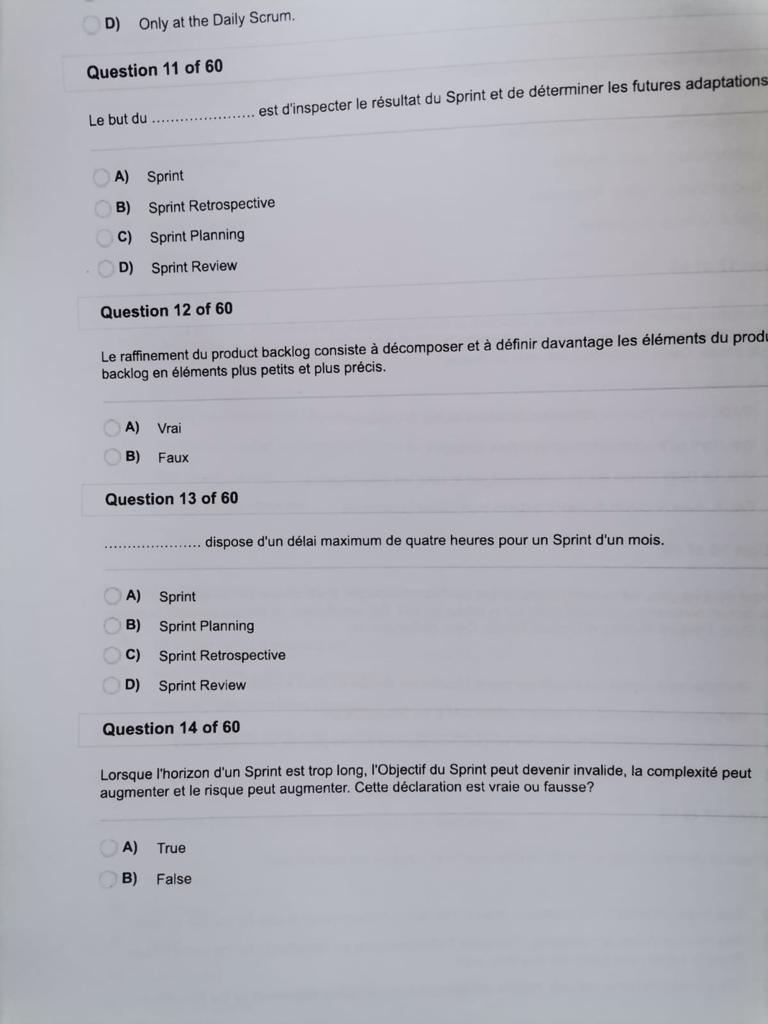 D) Only at the Daily Scrum.
Question 11 of 60
Le but du ...................... est d'inspecter le résultat du Sprint et de déterminer les futures adaptations
A) Sprint
B) Sprint Retrospective
C) Sprint Planning
D) Sprint Review
Question 12 of 60
Le raffinement du product backlog consiste à décomposer et à définir davantage les éléments du produ
backlog en éléments plus petits et plus précis.
A) Vrai
B) Faux
Question 13 of 60
.................... dispose d'un délai maximum de quatre heures pour un Sprint d'un mois.
A) Sprint
B) Sprint Planning
C) Sprint Retrospective
D) Sprint Review
Question 14 of 60
Lorsque l'horizon d'un Sprint est trop long, l'Objectif du Sprint peut devenir invalide, la complexité peut
augmenter et le risque peut augmenter. Cette déclaration est vraie ou fausse?
A) True
B) False